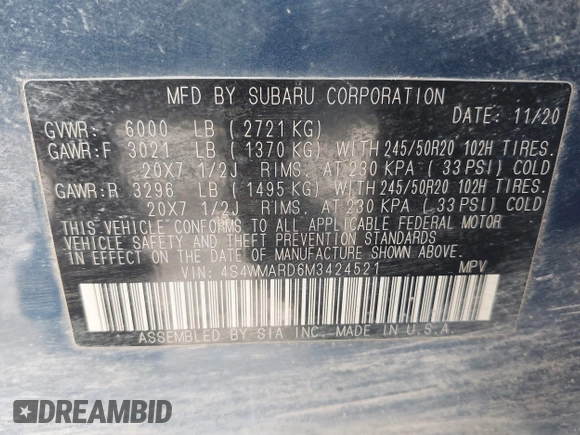 MFD BY SUBARU CORPORATION
DATE: 11/20
GVWR: 6000 LB (2721 KG)
GAWR:F 3021 LB (1370 KG) WITH 245/50R20 102H TIRES.
20X7 1/2J RIMS. AT 230 KPA (33 PSI) COLD
GAWR:R 3296 LB (1495 KG) WITH 245/50R20 102H TIRES.
20X7 1/2J RIMS. AT 230 KPA (33 PSI) COLD
THIS VEHICLE CONFORMS TO ALL APPLICABLE FEDERAL MOTOR
VEHICLE SAFETY AND THEFT PREVENTION STANDARDS
IN EFFECT ON THE DATE OF MANUFACTURE SHOWN ABOVE.
VIN: 4S4WMARD6M3424521 MPV
ASSEMBLED BY SIA INC. MADE IN U.S.A.
DREAMBID